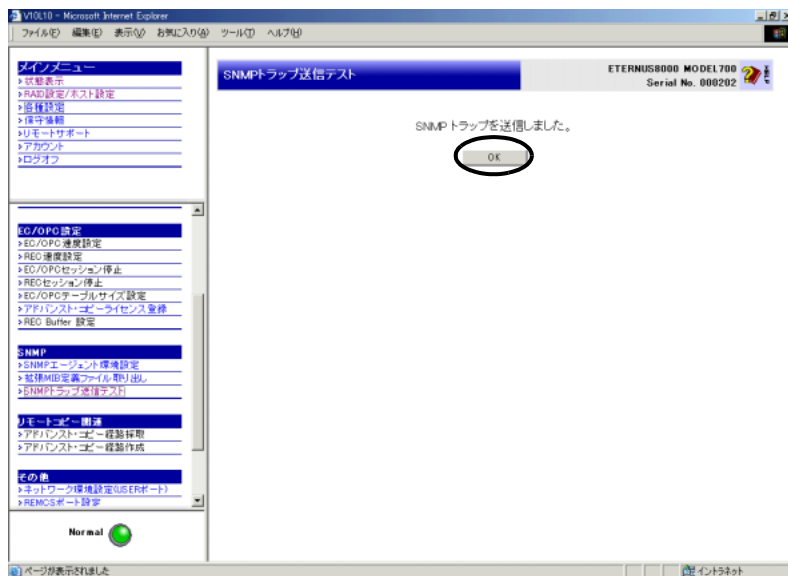 V10L10 - Microsoft Internet Explorer
ファイル(F) 編集(E) 表示(V) お気に入り(A) ツール(T) ヘルプ(H)
メインメニュー
>状態表示
>RAID設定/ホスト設定
>各種設定
>保守情報
>リモートサポート
>アカウント
>ログオフ
EC/OPC設定
>EC/OPC速度設定
>REC速度設定
>EC/OPCセッション停止
>RECセッション停止
>EC/OPCテーブルサイズ設定
>アドバンスト・コピーライセンス登録
>REC Buffer 設定
SNMP
>SNMPエージェント環境設定
>拡張MIB定義ファイル取り出し
>SNMPトラップ送信テスト
リモートコピー関連
>アドバンスト・コピー経路採取
>アドバンスト・コピー経路作成
その他
>ネットワーク環境設定(USERポート)
>REMCSポート設定
Normal
SNMPトラップ送信テスト
ETERNUS8000 MODEL700
Serial No. 000202
SNMP トラップを送信しました。
OK
ページが表示されました
イントラネット